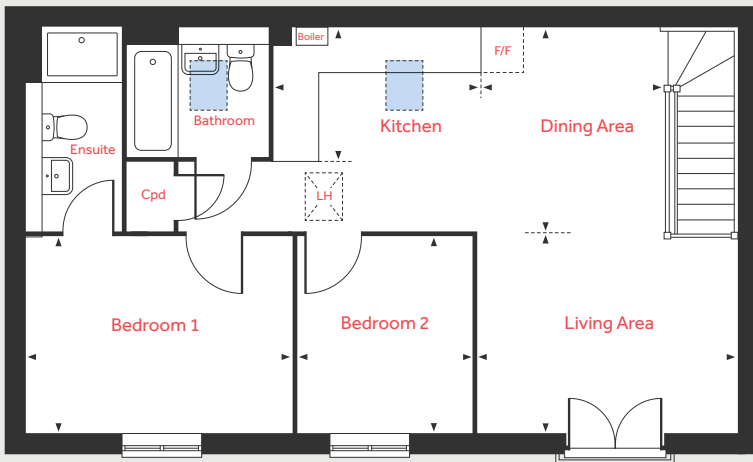 Boiler
F/F
Bathroom
Kitchen
Dining Area
Ensuite
Cpd
LH
Bedroom 1
Bedroom 2
Living Area